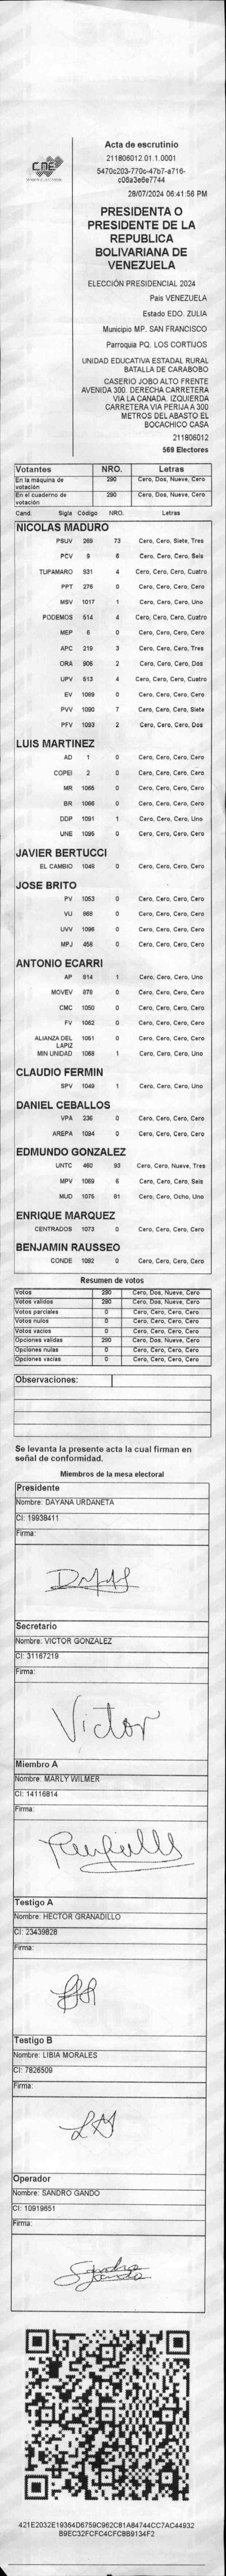 CNE
Acta de escrutinio
211806012.01.1.0001
5470c203-770c-47b7-a716-
c06a3e6e7744
28/07/2024 06:41:56 PM
PRESIDENTA O
PRESIDENTE DE LA
REPUBLICA
BOLIVARIANA DE
VENEZUELA
ELECCIÓN PRESIDENCIAL 2024
País VENEZUELA
Estado EDO. ZULIA
Municipio MP. SAN FRANCISCO
Parroquia PQ. LOS CORTIJOS
UNIDAD EDUCATIVA ESTADAL RURAL
BATALLA DE CARABOBO
CASERIO JOBO ALTO FRENTE
AVENIDA 300. DERECHA CARRETERA
VIA LA CANADA. IZQUIERDA
CARRETERA VIA PERIJA A 300
METROS DEL ABASTO EL
BOCACHICO CASA
211806012
569 Electores
Votantes NRO. Letras
En la máquina de votación 290 Cero, Dos, Nueve, Cero
En el cuaderno de votación 290 Cero, Dos, Nueve, Cero
Cand. Sigla Código NRO. Letras
NICOLAS MADURO
PSUV 269 73 Cero, Cero, Siete, Tres
PCV 9 6 Cero, Cero, Cero, Seis
TUPAMARO 931 4 Cero, Cero, Cero, Cuatro
PPT 276 0 Cero, Cero, Cero, Cero
MSV 1017 1 Cero, Cero, Cero, Uno
PODEMOS 514 4 Cero, Cero, Cero, Cuatro
MEP 6 0 Cero, Cero, Cero, Cero
APC 219 3 Cero, Cero, Cero, Tres
ORA 906 2 Cero, Cero, Cero, Dos
UPV 513 4 Cero, Cero, Cero, Cuatro
EV 1089 0 Cero, Cero, Cero, Cero
PVV 1090 7 Cero, Cero, Cero, Siete
PFV 1093 2 Cero, Cero, Cero, Dos
LUIS MARTINEZ
AD 1 0 Cero, Cero, Cero, Cero
COPEI 2 0 Cero, Cero, Cero, Cero
MR 1065 0 Cero, Cero, Cero, Cero
BR 1066 0 Cero, Cero, Cero, Cero
DDP 1091 1 Cero, Cero, Cero, Uno
UNE 1095 0 Cero, Cero, Cero, Cero
JAVIER BERTUCCI
EL CAMBIO 1048 0 Cero, Cero, Cero, Cero
JOSE BRITO
PV 1053 0 Cero, Cero, Cero, Cero
VU 868 0 Cero, Cero, Cero, Cero
UVV 1096 0 Cero, Cero, Cero, Cero
MPJ 458 0 Cero, Cero, Cero, Cero
ANTONIO ECARRI
AP 814 1 Cero, Cero, Cero, Uno
MOVEV 878 0 Cero, Cero, Cero, Cero
CMC 1050 0 Cero, Cero, Cero, Cero
FV 1062 0 Cero, Cero, Cero, Cero
ALIANZA DEL LAPIZ 1051 0 Cero, Cero, Cero, Cero
MIN UNIDAD 1068 1 Cero, Cero, Cero, Uno
CLAUDIO FERMIN
SPV 1049 1 Cero, Cero, Cero, Uno
DANIEL CEBALLOS
VPA 236 0 Cero, Cero, Cero, Cero
AREPA 1094 0 Cero, Cero, Cero, Cero
EDMUNDO GONZALEZ
UNTC 460 93 Cero, Cero, Nueve, Tres
MPV 1069 6 Cero, Cero, Cero, Seis
MUD 1075 81 Cero, Cero, Ocho, Uno
ENRIQUE MARQUEZ
CENTRADOS 1073 0 Cero, Cero, Cero, Cero
BENJAMIN RAUSSEO
CONDE 1092 0 Cero, Cero, Cero, Cero
Resumen de votos
Votos 290 Cero, Dos, Nueve, Cero
Votos validos 290 Cero, Dos, Nueve, Cero
Votos parciales 0 Cero, Cero, Cero, Cero
Votos nulos 0 Cero, Cero, Cero, Cero
Votos vacios 0 Cero, Cero, Cero, Cero
Opciones validas 290 Cero, Dos, Nueve, Cero
Opciones nulas 0 Cero, Cero, Cero, Cero
Opciones vacias 0 Cero, Cero, Cero, Cero
Observaciones:
Se levanta la presente acta la cual firman en
señal de conformidad.
Miembros de la mesa electoral
Presidente
Nombre: DAYANA URDANETA
CI: 19938411
Firma:
Secretario
Nombre: VICTOR GONZALEZ
CI: 31167219
Firma:
Victor
Miembro A
Nombre: MARLY WILMER
CI: 14116814
Firma:
Testigo A
Nombre: HECTOR GRANADILLO
CI: 23439828
Firma:
Testigo B
Nombre: LIBIA MORALES
CI: 7826509
Firma:
Operador
Nombre: SANDRO GANDO
CI: 10919651
Firma:
Sandro
Gando
421E2032E19364D6759C962C81A84744CC7AC44932
B9EC32FCFC4CFC8B9134F2